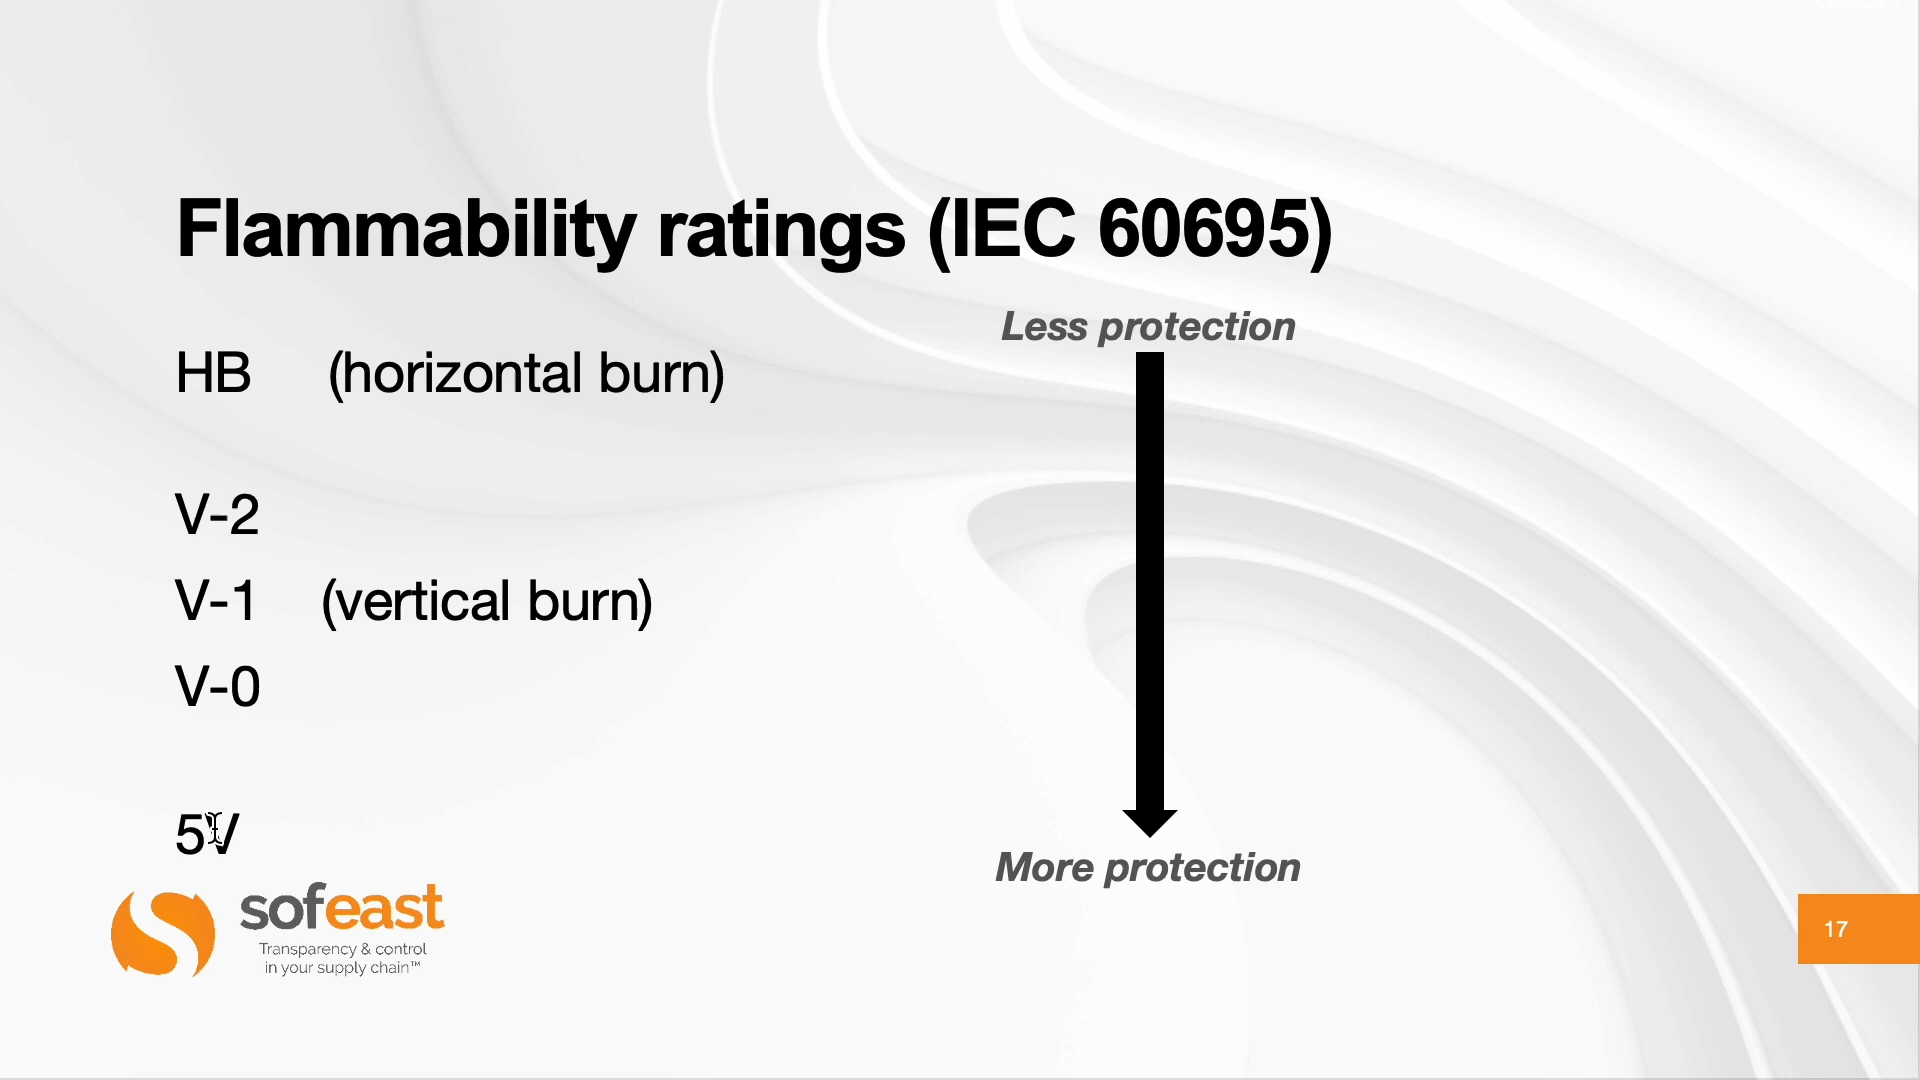 Flammability ratings (IEC 60695)
Less protection
HB (horizontal burn)
V-2
V-1 (vertical burn)
V-0
5V
More protection
sofeast
Transparency & control
in your supply chain™
17